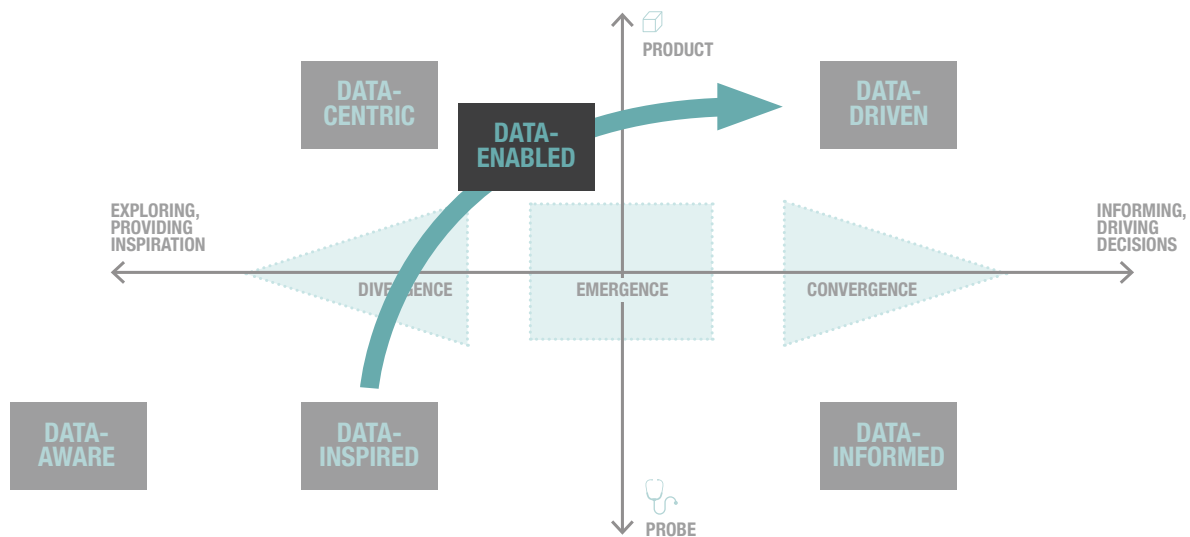 PRODUCT
DATA-
CENTRIC
DATA-
ENABLED
DATA-
DRIVEN
EXPLORING,
PROVIDING
INSPIRATION
INFORMING,
DRIVING
DECISIONS
DIVERGENCE
EMERGENCE
CONVERGENCE
DATA-
AWARE
DATA-
INSPIRED
DATA-
INFORMED
PROBE